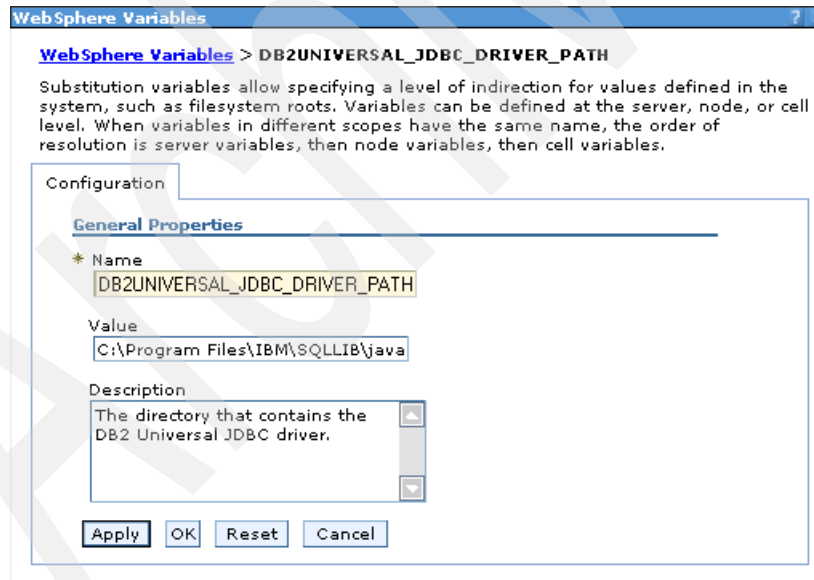 WebSphere Variables ?
WebSphere Variables > DB2UNIVERSAL_JDBC_DRIVER_PATH
Substitution variables allow specifying a level of indirection for values defined in the
system, such as filesystem roots. Variables can be defined at the server, node, or cell
level. When variables in different scopes have the same name, the order of
resolution is server variables, then node variables, then cell variables.
Configuration
General Properties
* Name
DB2UNIVERSAL_JDBC_DRIVER_PATH
Value
C:\Program Files\IBM\SQLLIB\java
Description
The directory that contains the
DB2 Universal JDBC driver.
Apply OK Reset Cancel